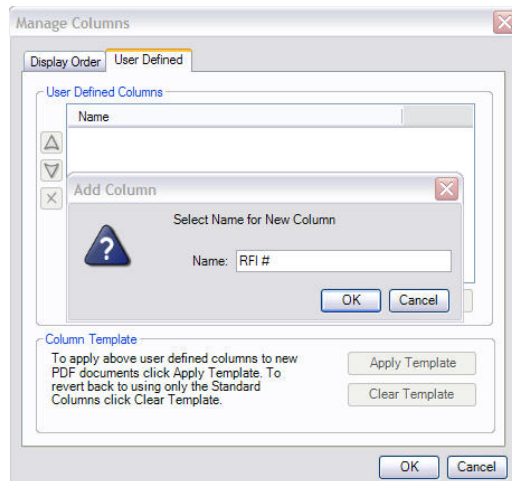 Manage Columns
Display Order
User Defined
User Defined Columns
Name
Add Column
Select Name for New Column
Name: RFI #
OK Cancel
Column Template
To apply above user defined columns to new
PDF documents click Apply Template. To
revert back to using only the Standard
Columns click Clear Template.
Apply Template
Clear Template
OK Cancel